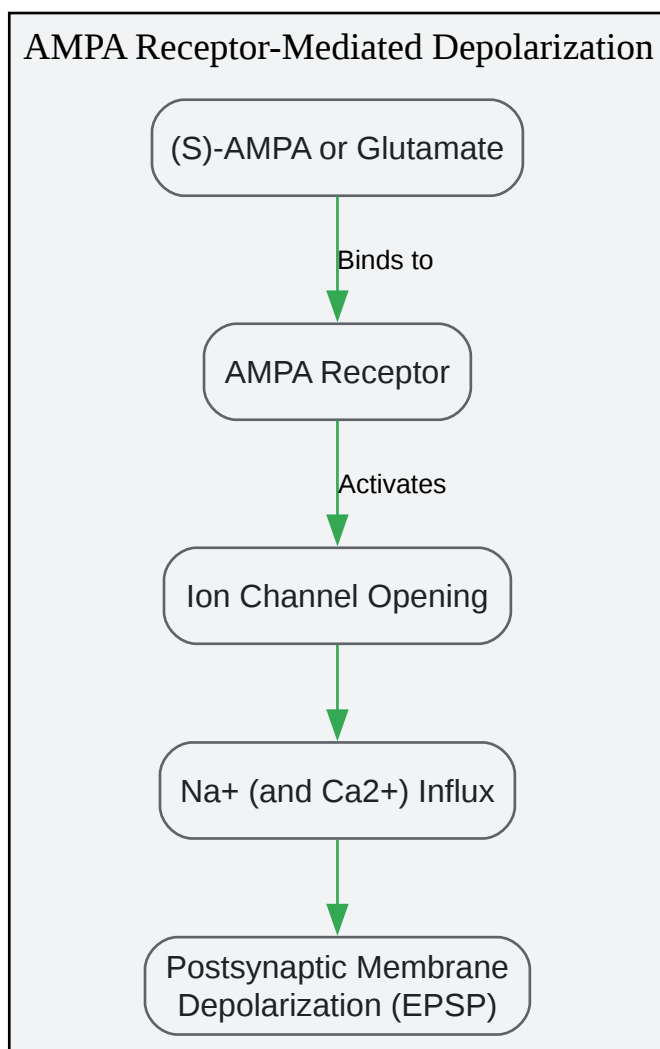 AMPA Receptor-Mediated Depolarization
(S)-AMPA or Glutamate
Binds to
AMPA Receptor
Activates
Ion Channel Opening
Na+ (and Ca2+) Influx
Postsynaptic Membrane
Depolarization (EPSP)